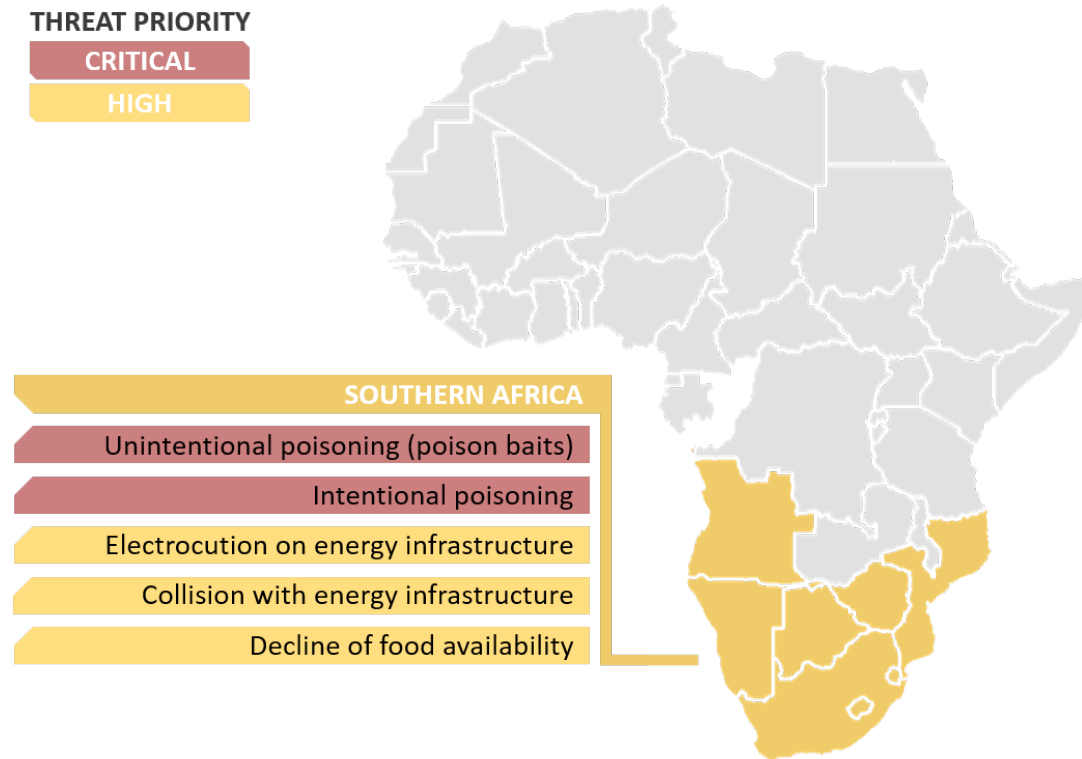 THREAT PRIORITY
CRITICAL
HIGH
SOUTHERN AFRICA
Unintentional poisoning (poison baits)
Intentional poisoning
Electrocution on energy infrastructure
Collision with energy infrastructure
Decline of food availability